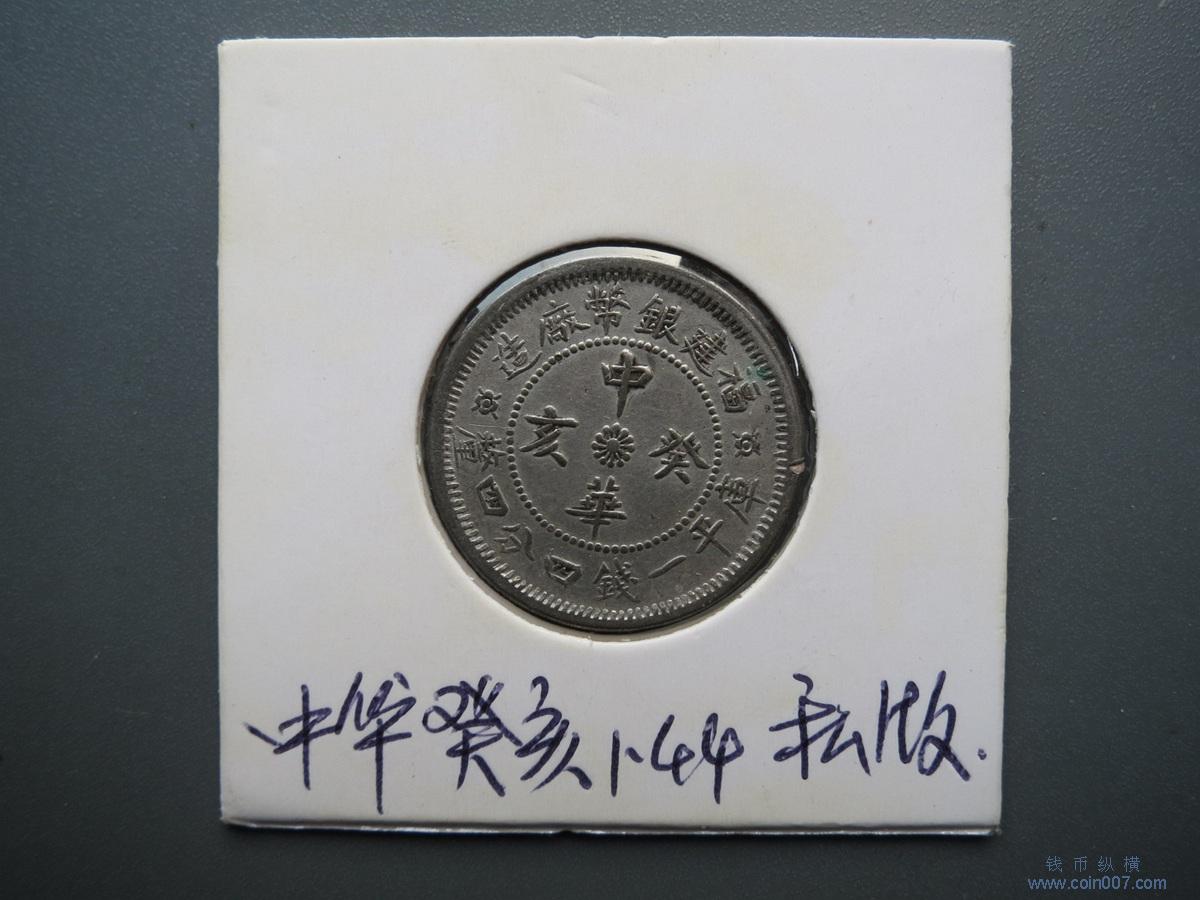 福建銀幣廠造
中華癸亥
庫平一錢四分四釐
中华癸亥1.44 私版.
钱币纵横
www.coin007.com